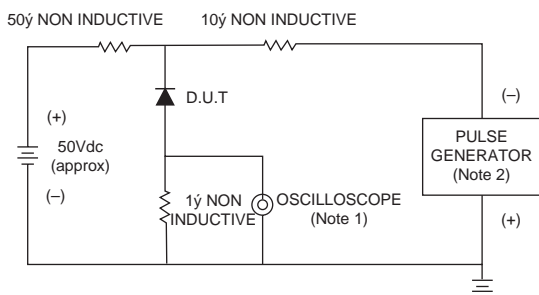 50ý NON INDUCTIVE
10ý NON INDUCTIVE
D.U.T
(+)
50Vdc
(approx)
(–)
1ý NON
INDUCTIVE
OSCILLOSCOPE
(Note 1)
(–)
PULSE
GENERATOR
(Note 2)
(+)